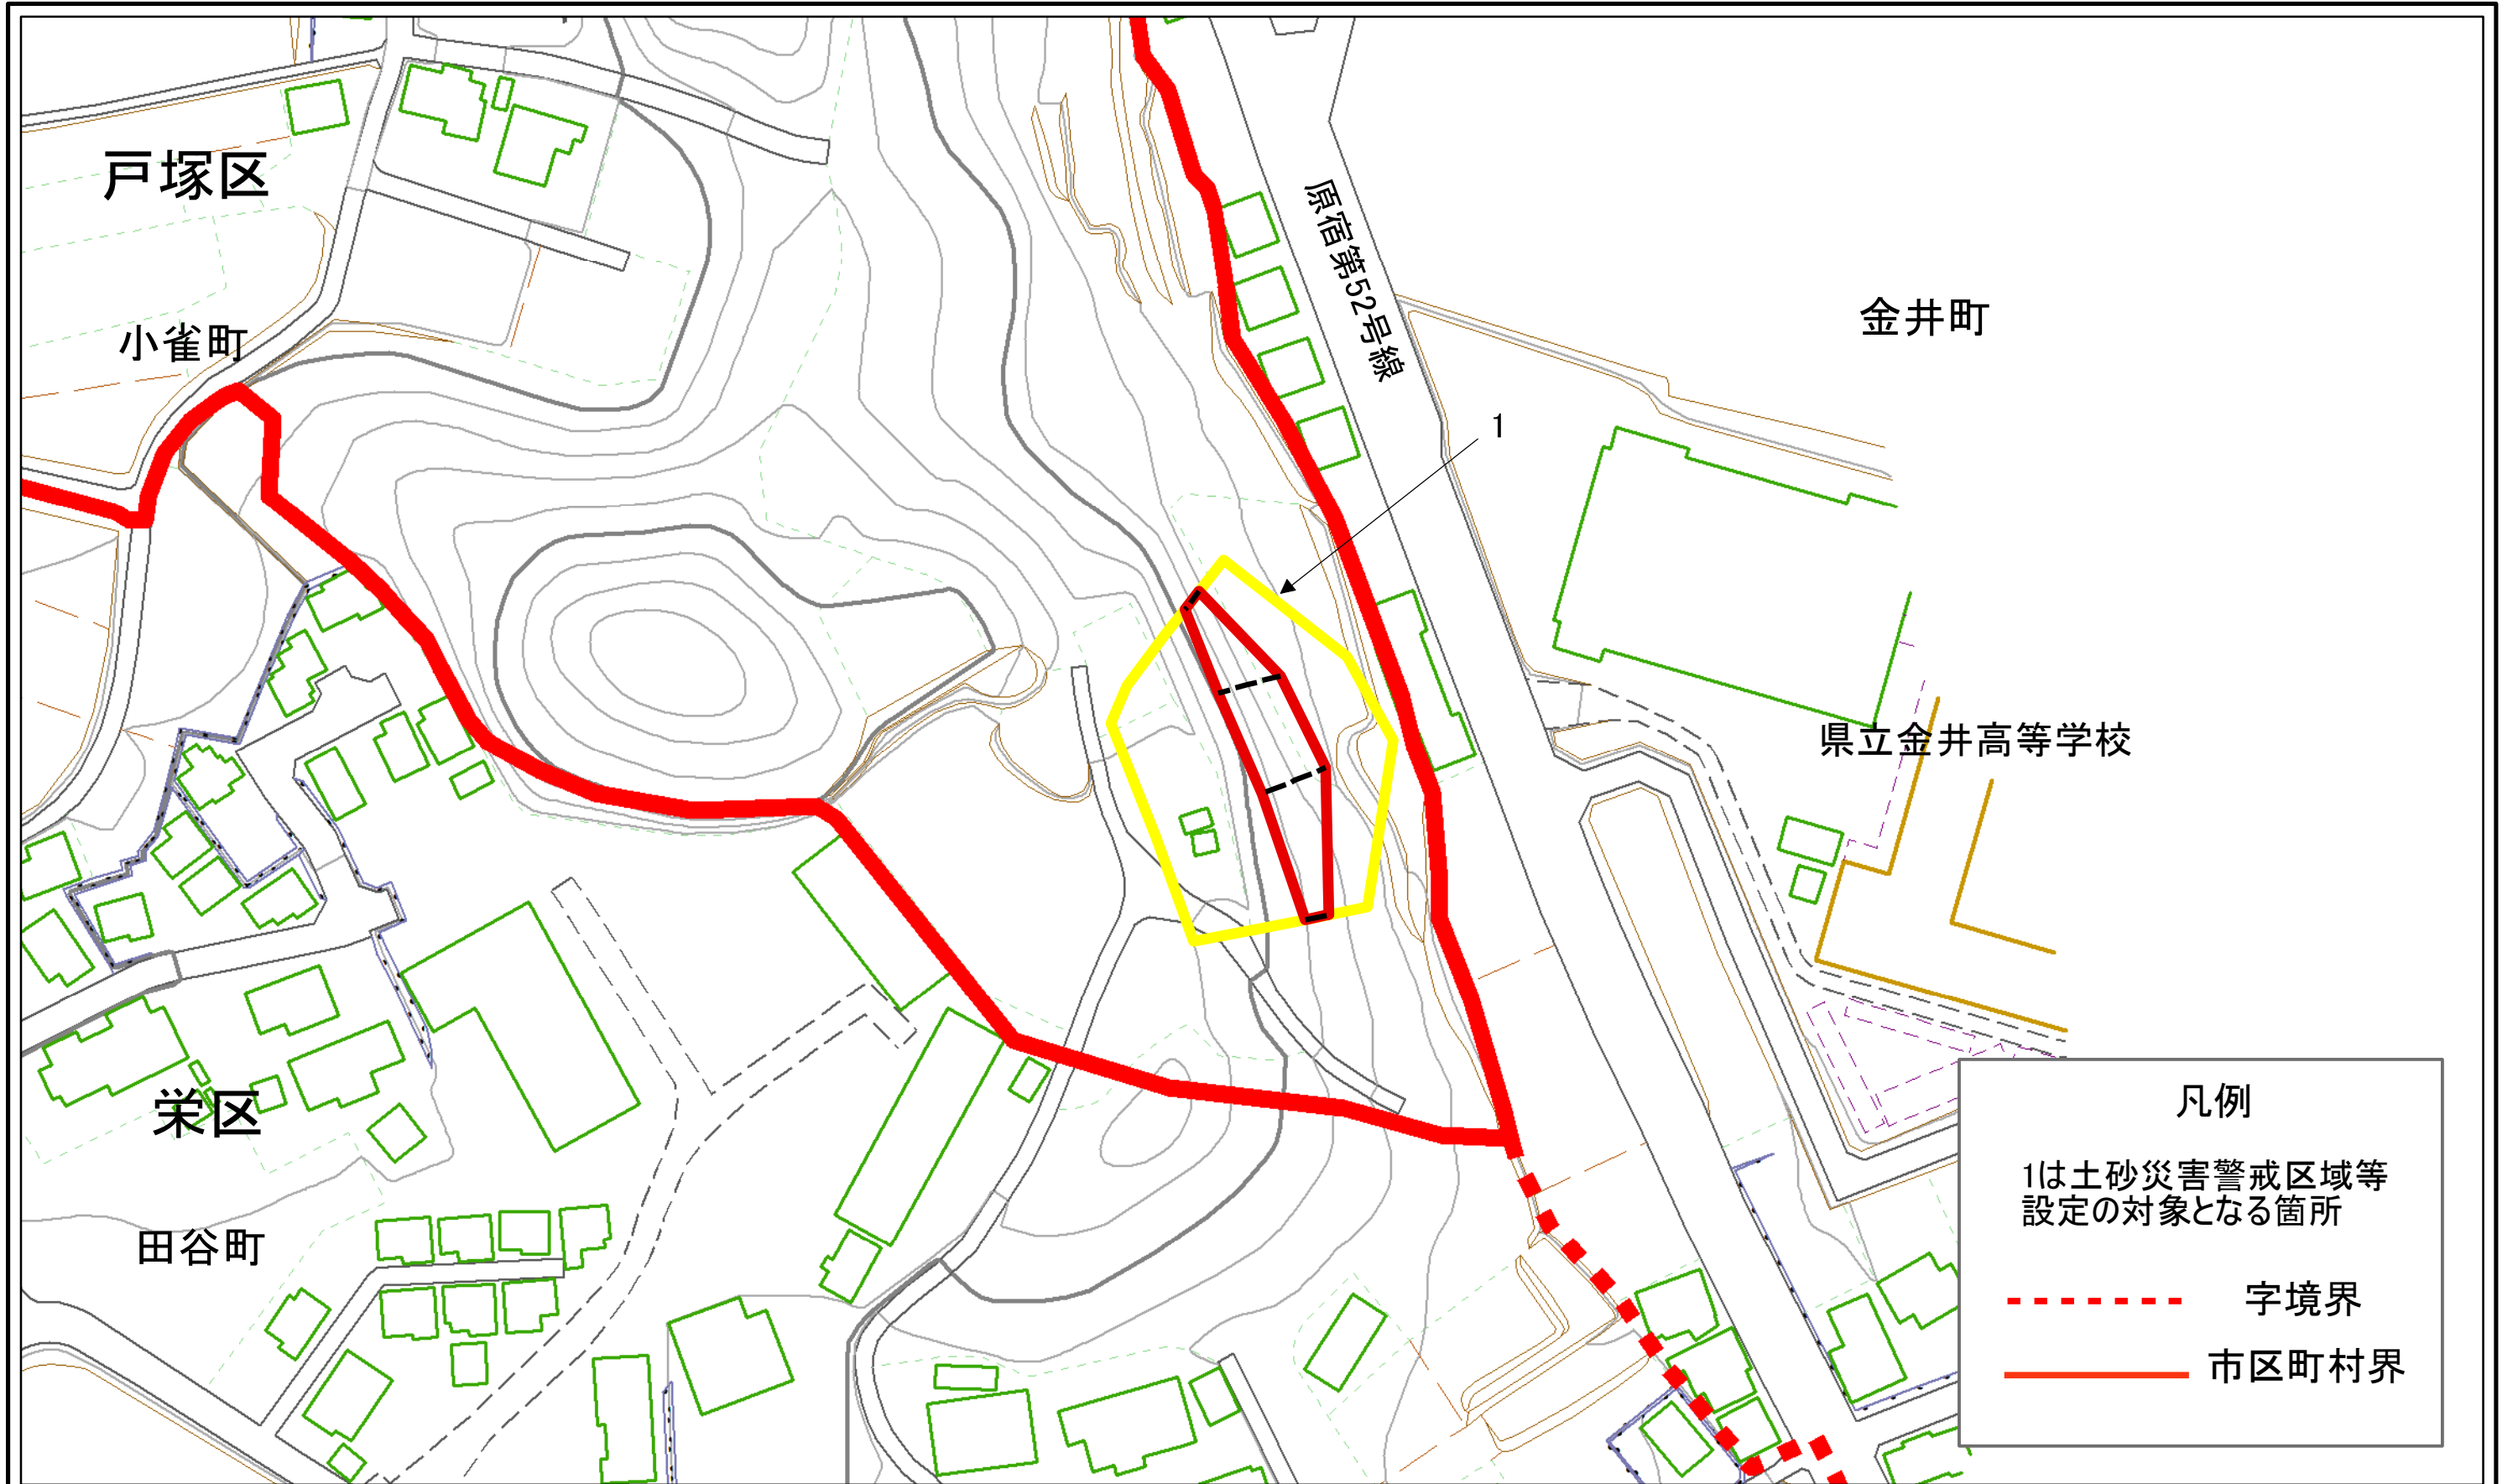 戸塚区
原宿第52号線
金井町
小雀町
1
県立金井高等学校
栄区
田谷町
凡例
1は土砂災害警戒区域等
設定の対象となる箇所
字境界
市区町村界